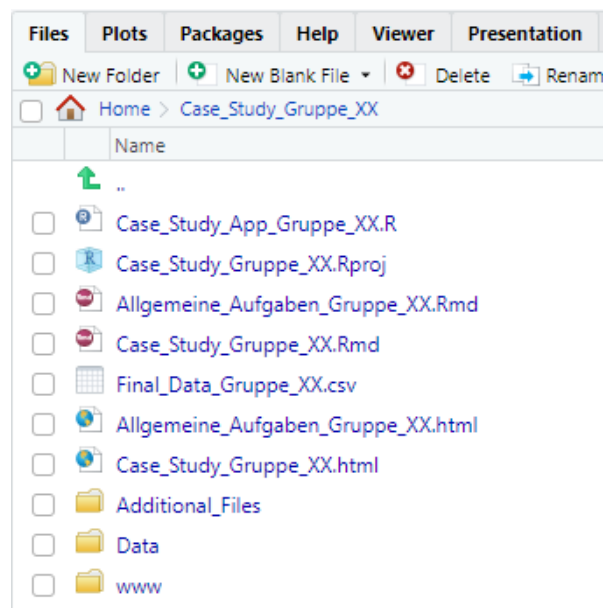 Files Plots Packages Help Viewer Presentation
New Folder New Blank File Delete Renam
Home > Case_Study_Gruppe_XX
Name
..
Case_Study_App_Gruppe_XX.R
Case_Study_Gruppe_XX.Rproj
Allgemeine_Aufgaben_Gruppe_XX.Rmd
Case_Study_Gruppe_XX.Rmd
Final_Data_Gruppe_XX.csv
Allgemeine_Aufgaben_Gruppe_XX.html
Case_Study_Gruppe_XX.html
Additional_Files
Data
www